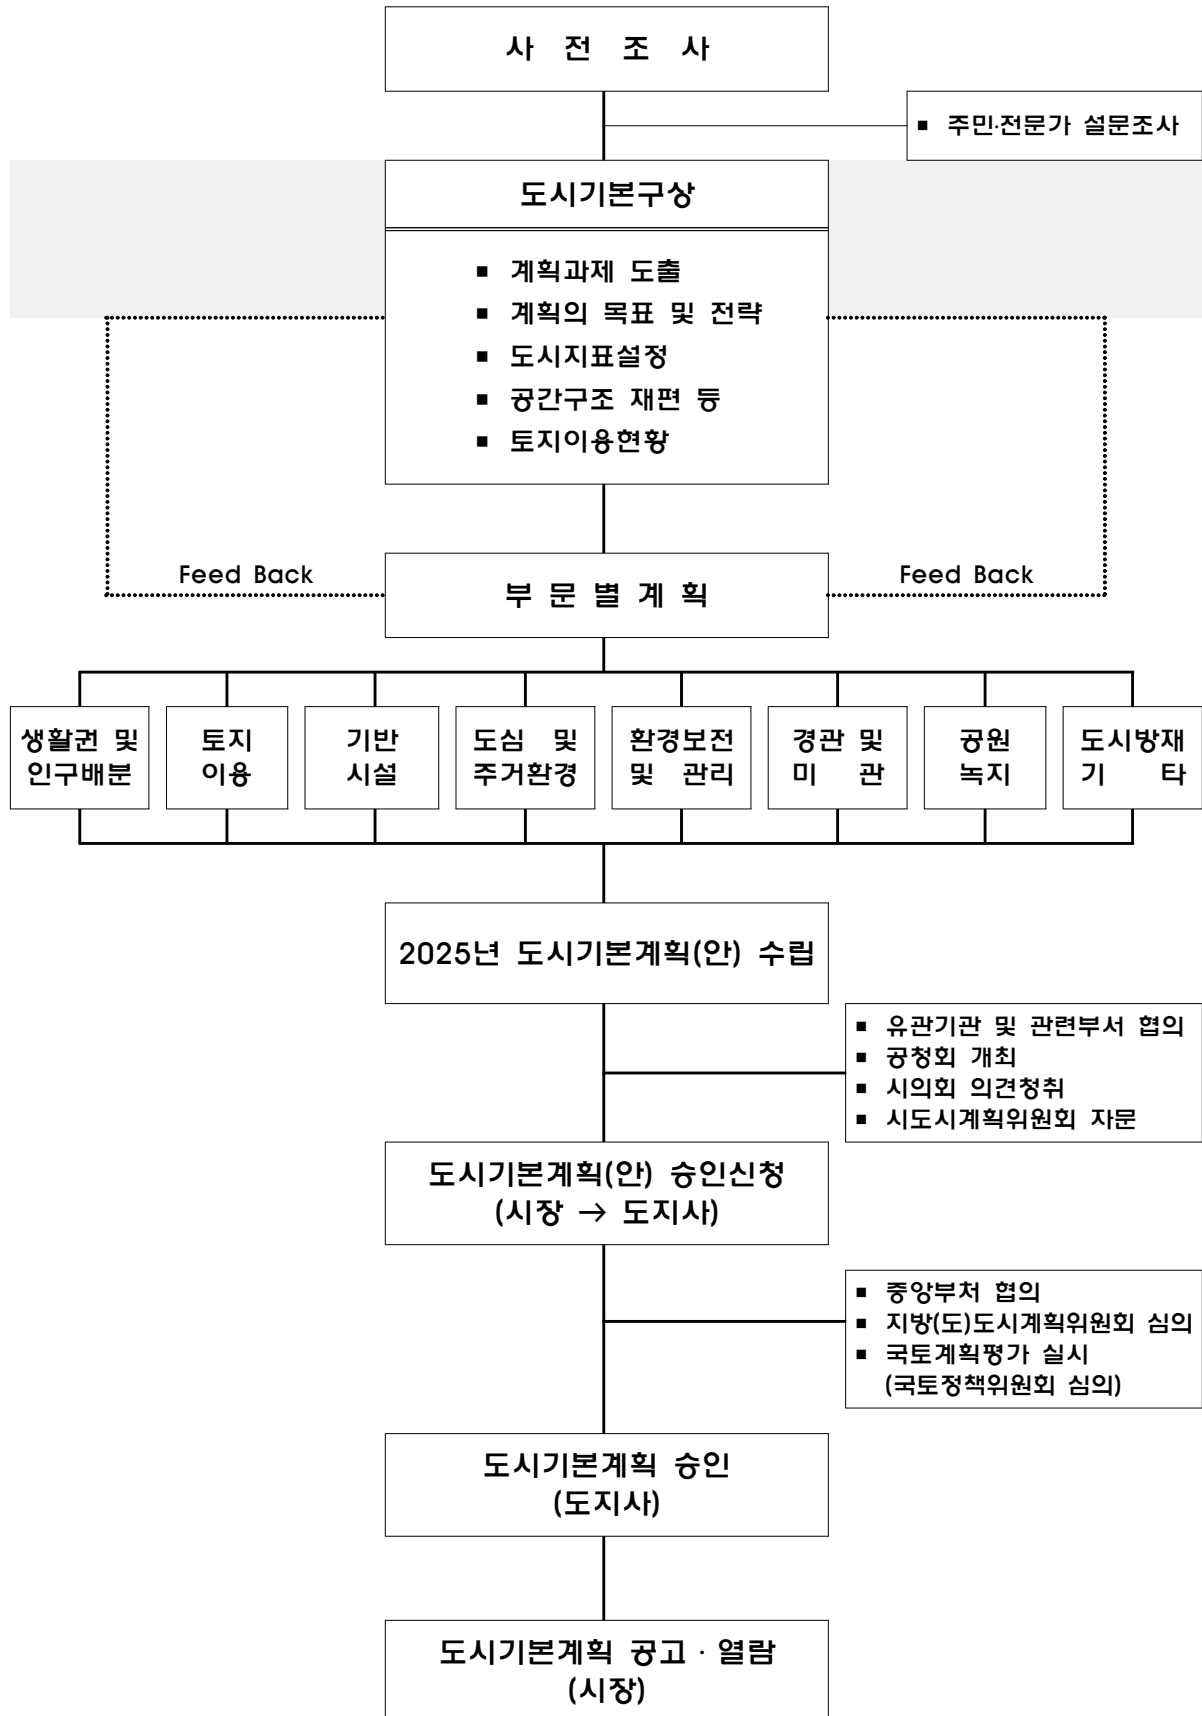 사 전 조 사
■ 주민·전문가 설문조사
도시기본구상
■ 계획과제 도출
■ 계획의 목표 및 전략
■ 도시지표설정
■ 공간구조 재편 등
■ 토지이용현황
Feed Back
Feed Back
부 문 별 계 획
생활권 및
인구배분
토지
이용
기반
시설
도심 및
주거환경
환경보전
및 관리
경관 및
미 관
공원
녹지
도시방재
기 타
2025년 도시기본계획(안) 수립
■ 유관기관 및 관련부서 협의
■ 공청회 개최
■ 시의회 의견청취
■ 시도시계획위원회 자문
도시기본계획(안) 승인신청
(시장 → 도지사)
■ 중앙부처 협의
■ 지방(도)도시계획위원회 심의
■ 국토계획평가 실시
(국토정책위원회 심의)
도시기본계획 승인
(도지사)
도시기본계획 공고 · 열람
(시장)